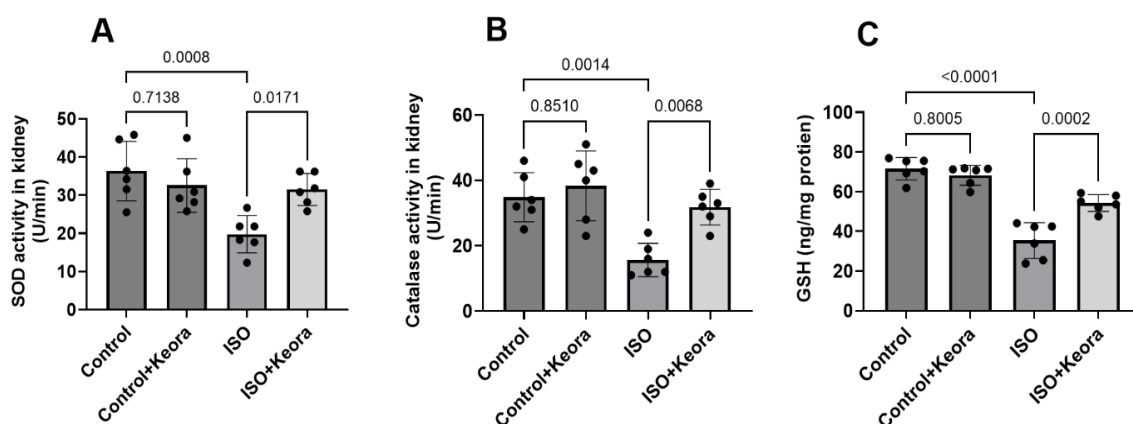 A
0.0008
0.7138
0.0171
SOD activity in kidney
(U/min)
50
40
30
20
10
0
Control
Control+Keora
ISO
ISO+Keora
B
0.0014
0.8510
0.0068
Catalase activity in kidney
(U/min)
60
40
20
0
Control
Control+Keora
ISO
ISO+Keora
C
<0.0001
0.8005
0.0002
GSH (ng/mg protien)
100
80
60
40
20
0
Control
Control+Keora
ISO
ISO+Keora